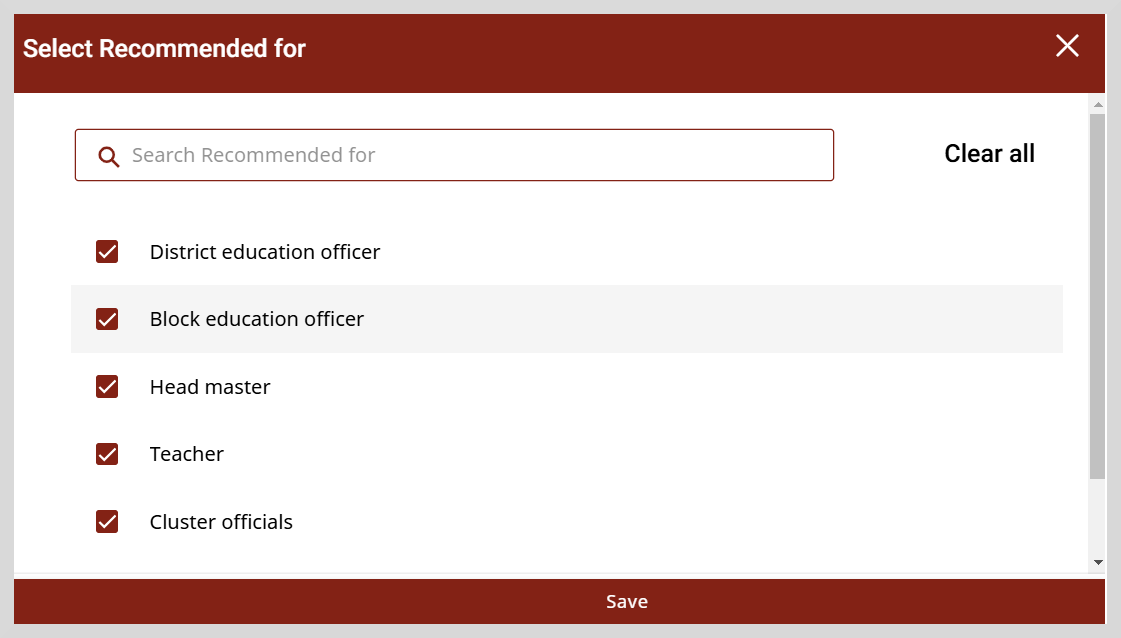 Select Recommended for
Search Recommended for
Clear all
District education officer
Block education officer
Head master
Teacher
Cluster officials
Save